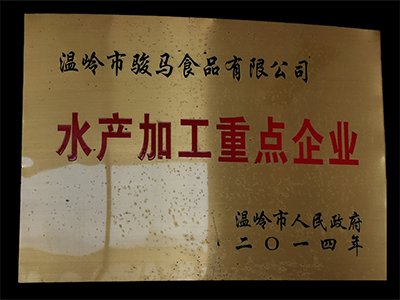 温岭市骏马食品有限公司
水产加工重点企业
温岭市人民政府
二〇一四年